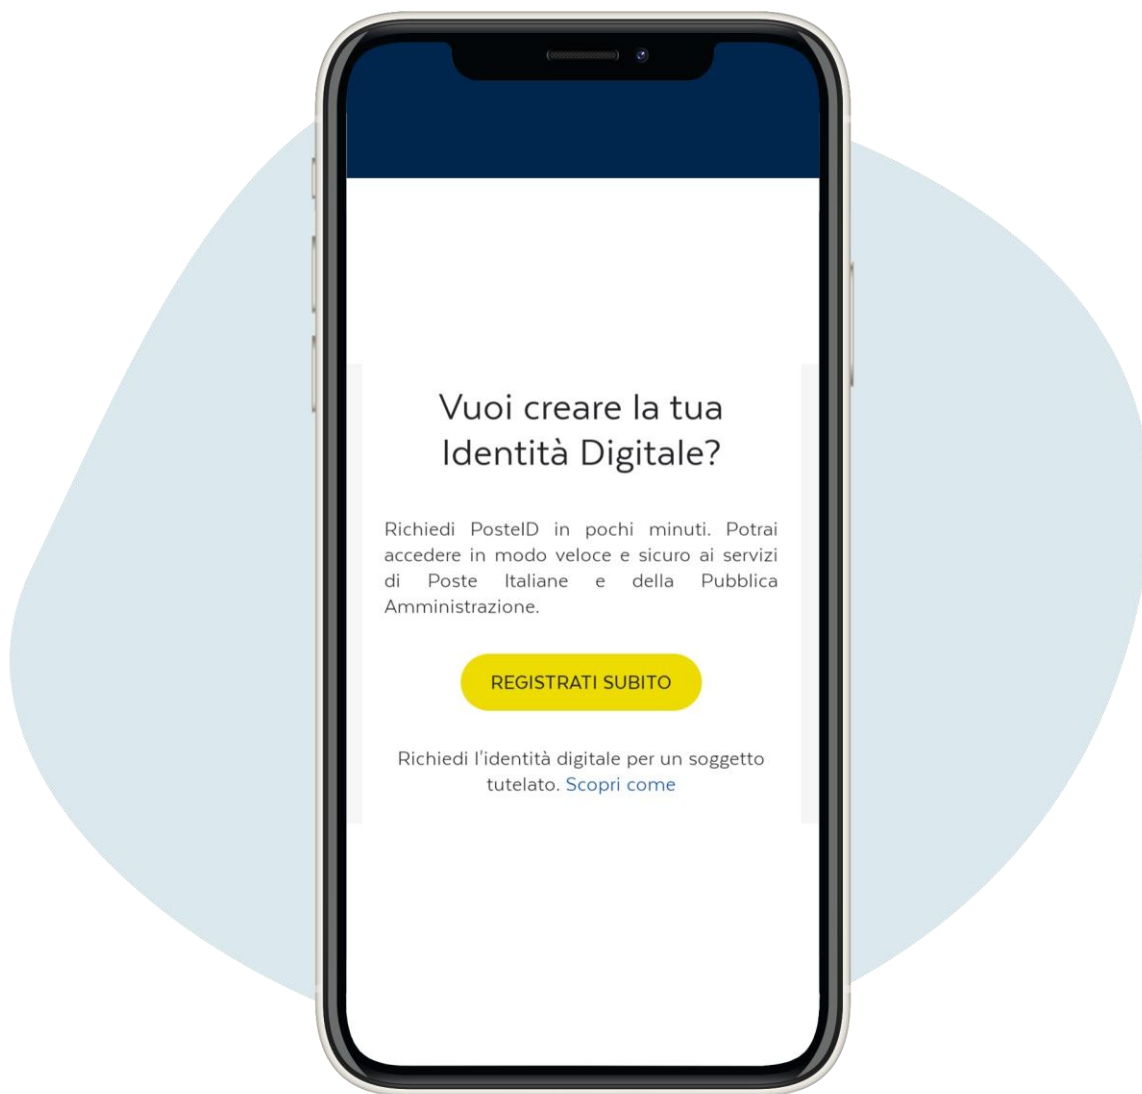 Vuoi creare la tua
Identità Digitale?
Richiedi PosteID in pochi minuti. Potrai
accedere in modo veloce e sicuro ai servizi
di Poste Italiane e della Pubblica
Amministrazione.
REGISTRATI SUBITO
Richiedi l'identità digitale per un soggetto
tutelato. Scopri come